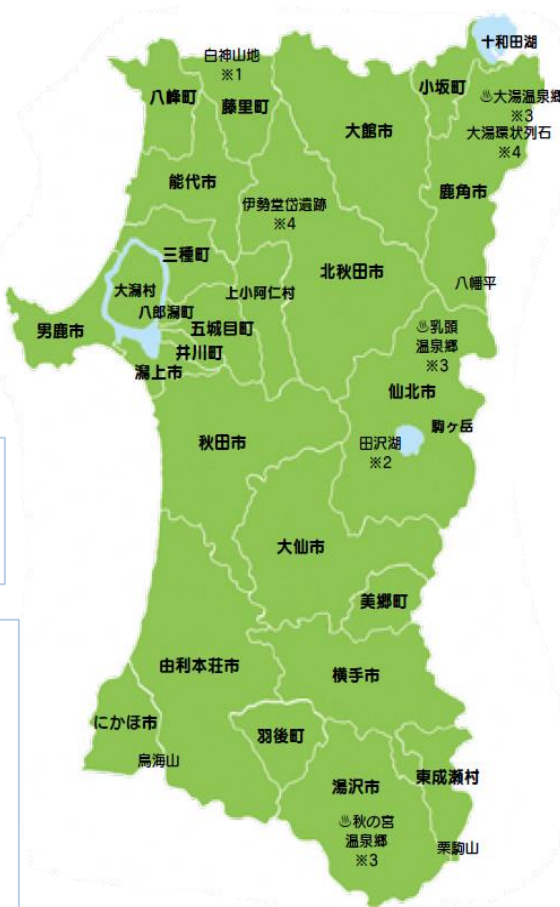 十和田湖
白神山地
※1
八峰町
藤里町
小坂町
♨大湯温泉郷
※3
大館市
大湯環状列石
※4
能代市
鹿角市
伊勢堂岱遺跡
※4
三種町
北秋田市
八幡平
大潟村
上小阿仁村
八郎潟町
男鹿市
五城目町
♨乳頭
温泉郷
※3
井川町
潟上市
仙北市
駒ヶ岳
秋田市
田沢湖
※2
大仙市
美郷町
由利本荘市
横手市
にかほ市
羽後町
鳥海山
湯沢市
東成瀬村
♨秋の宮
温泉郷
※3
栗駒山